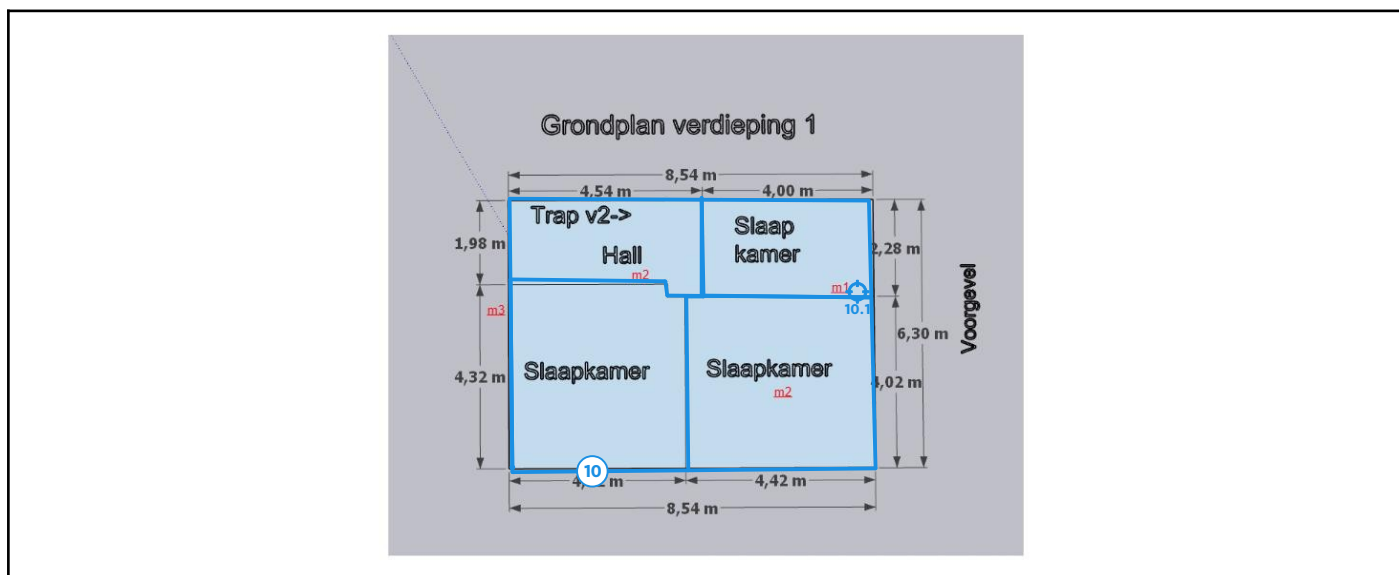 Grondplan verdieping 1
8,54 m
4,54 m
4,00 m
Trap v2->
Slaap
kamer
1,98 m
Hall
2,28 m
m2
m1
10.1
m3
6,30 m
Voorgevel
Slaapkamer
Slaapkamer
4,32 m
4,02 m
m2
10
4,42 m
8,54 m